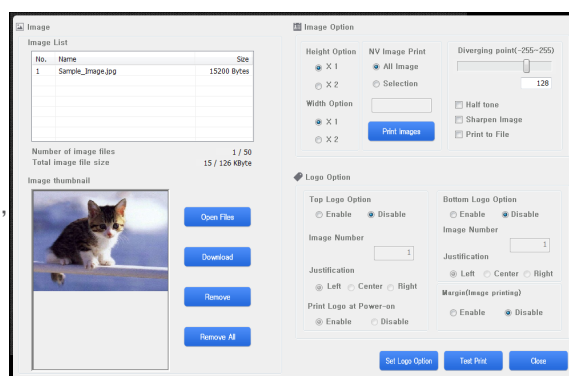 Image
Image List
No. Name Size
1 Sample_Image.jpg 15200 Bytes
Number of image files 1 / 50
Total image file size 15 / 126 KByte
Image thumbnail
Open Files
Download
Remove
Remove All
Image Option
Height Option
X 1
X 2
Width Option
X 1
X 2
NV Image Print
All Image
Selection
Print Images
Diverging point(-255~255)
128
Half tone
Sharpen Image
Print to File
Logo Option
Top Logo Option
Enable Disable
Image Number
1
Justification
Left Center Right
Print Logo at Power-on
Enable Disable
Bottom Logo Option
Enable Disable
Image Number
1
Justification
Left Center Right
Margin(Image printing)
Enable Disable
Set Logo Option Test Print Close
,